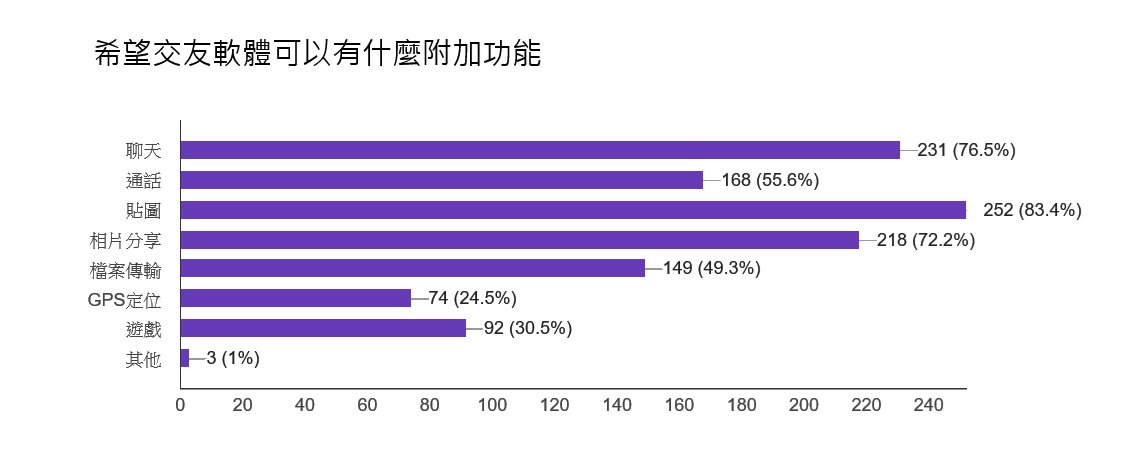 希望交友軟體可以有什麼附加功能
聊天 231 (76.5%)
通話 168 (55.6%)
貼圖 252 (83.4%)
相片分享 218 (72.2%)
檔案傳輸 149 (49.3%)
GPS定位 74 (24.5%)
遊戲 92 (30.5%)
其他 3 (1%)
0 20 40 60 80 100 120 140 160 180 200 220 240